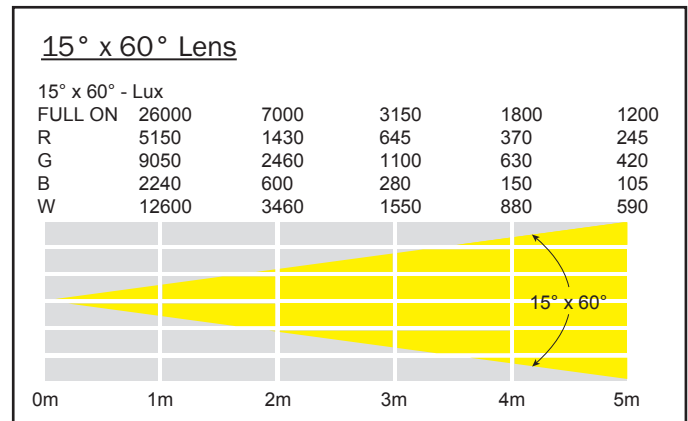 15° x 60° Lens
15° x 60° - Lux
FULL ON 26000 7000 3150 1800 1200
R 5150 1430 645 370 245
G 9050 2460 1100 630 420
B 2240 600 280 150 105
W 12600 3460 1550 880 590
15° x 60°
0m 1m 2m 3m 4m 5m